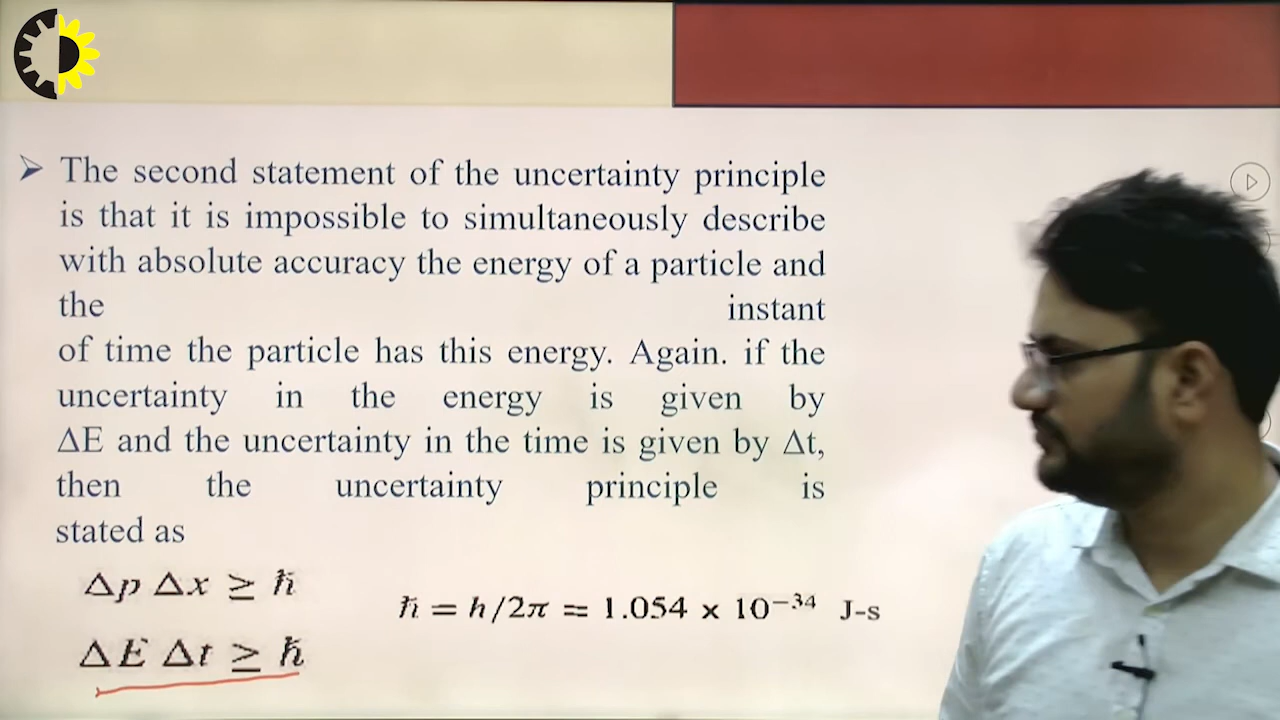 ➤ The second statement of the uncertainty principle
is that it is impossible to simultaneously describe
with absolute accuracy the energy of a particle and
the instant
of time the particle has this energy. Again. if the
uncertainty in the energy is given by
ΔE and the uncertainty in the time is given by Δt,
then the uncertainty principle is
stated as
Δp Δx ≥ ℏ
ℏ = h/2π = 1.054 × 10⁻³⁴ J-s
ΔE Δt ≥ ℏ